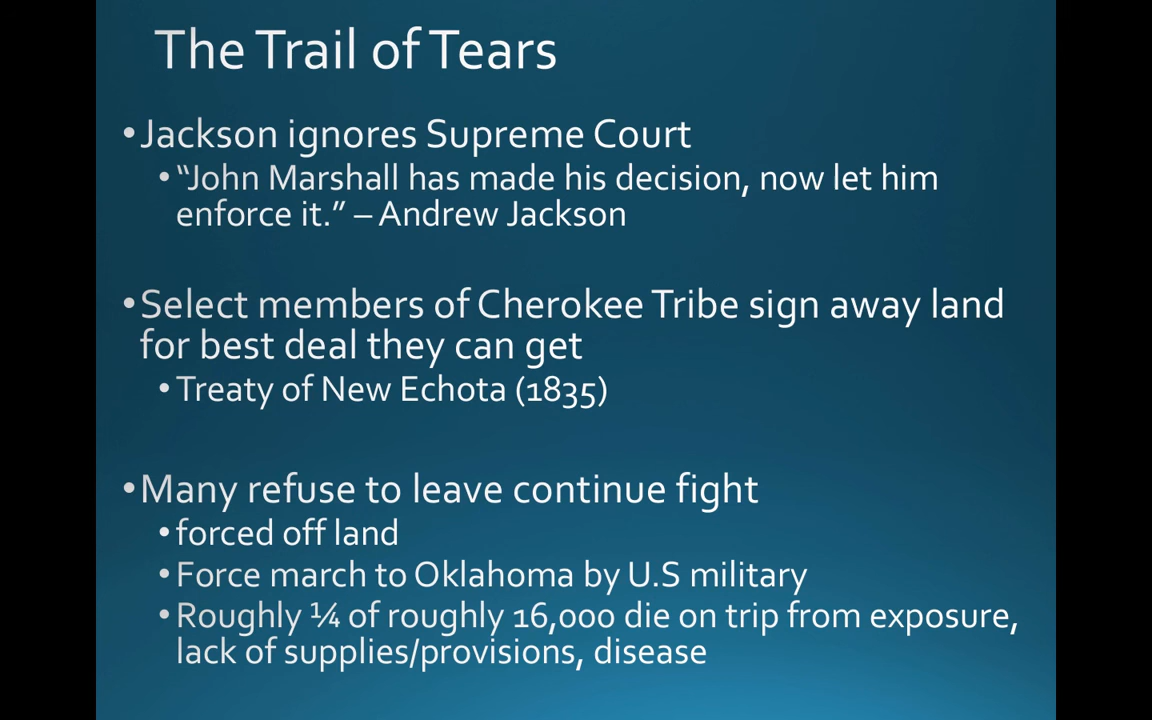 The Trail of Tears
•Jackson ignores Supreme Court
•“John Marshall has made his decision, now let him
enforce it.” – Andrew Jackson
•Select members of Cherokee Tribe sign away land
for best deal they can get
•Treaty of New Echota (1835)
•Many refuse to leave continue fight
•forced off land
•Force march to Oklahoma by U.S military
•Roughly ¼ of roughly 16,000 die on trip from exposure,
lack of supplies/provisions, disease